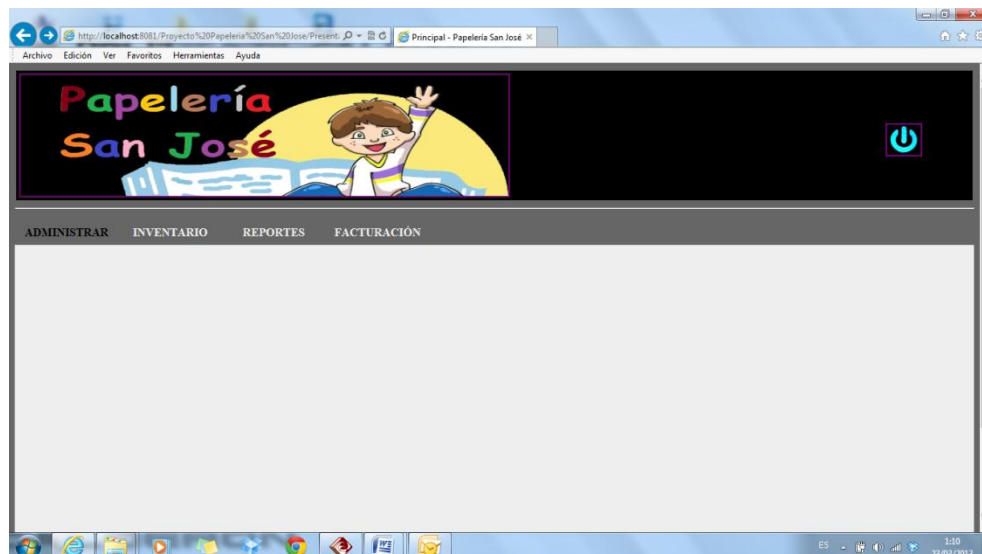 http://localhost:8081/Proyecto%20Papeleria%20San%20Jose/Present
Principal - Papelería San José
Archivo Edición Ver Favoritos Herramientas Ayuda
Papelería
San José
ADMINISTRAR INVENTARIO REPORTES FACTURACIÓN
ES
1:10